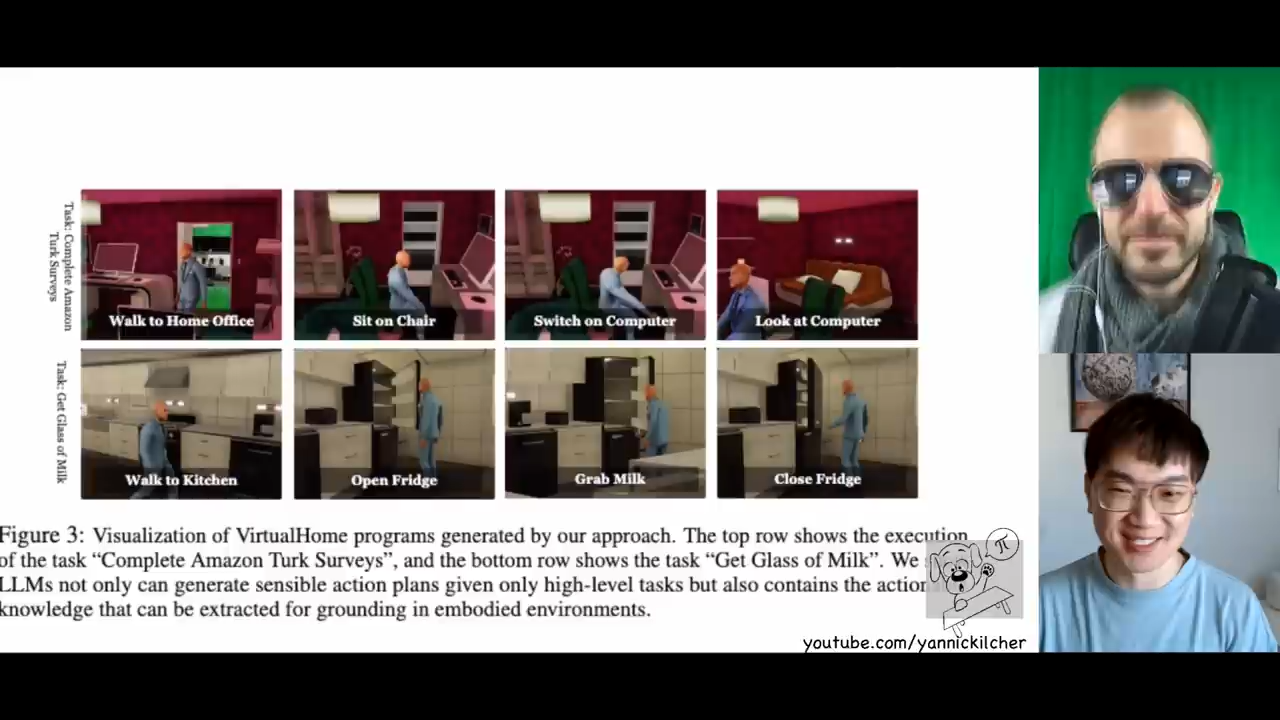 Task: Complete Amazon
Turk Surveys
Walk to Home Office
Sit on Chair
Switch on Computer
Look at Computer
Task: Get Glass of Milk
Walk to Kitchen
Open Fridge
Grab Milk
Close Fridge
Figure 3: Visualization of VirtualHome programs generated by our approach. The top row shows the execution
of the task “Complete Amazon Turk Surveys”, and the bottom row shows the task “Get Glass of Milk”. We
LLMs not only can generate sensible action plans given only high-level tasks but also contains the action
knowledge that can be extracted for grounding in embodied environments.
π
youtube.com/yannickilcher